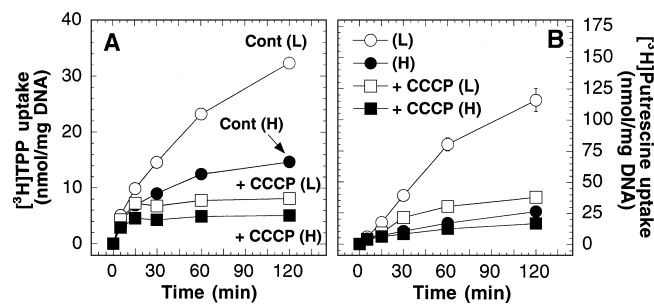 A
Cont (L)
Cont (H)
+ CCCP (L)
+ CCCP (H)
[³H]TPP uptake
(nmol/mg DNA)
40
30
20
10
0
0 30 60 90 120
Time (min)
B
(L)
(H)
+ CCCP (L)
+ CCCP (H)
175
150
125
100
75
50
25
0
[³H]Putrescine uptake
(nmol/mg DNA)
0 30 60 90 120
Time (min)